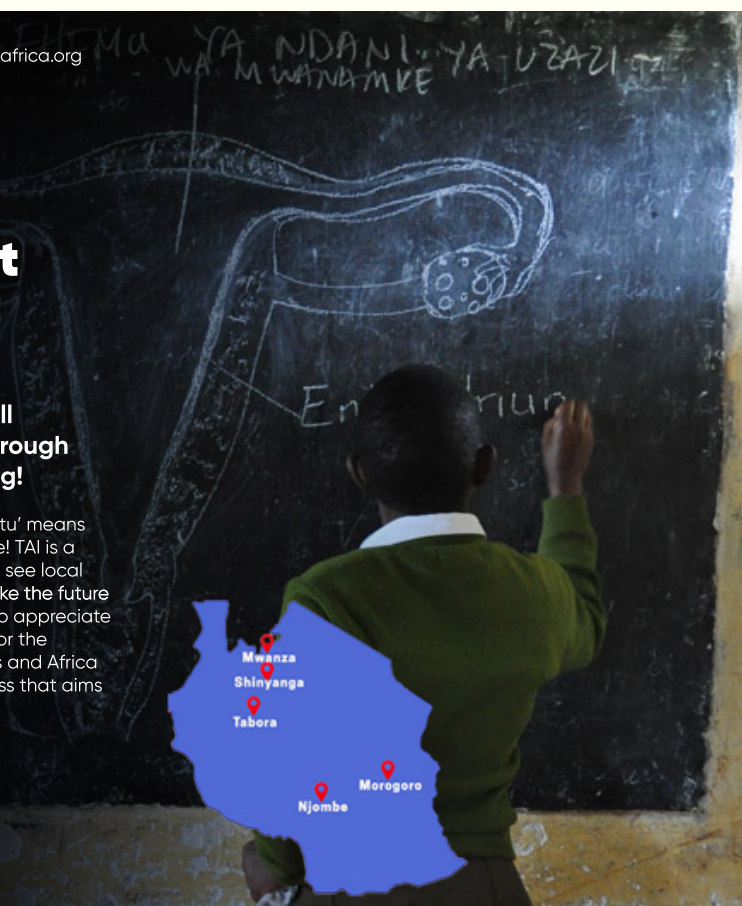 africa.org
EHEMu YA NDANI YA UZAZI
WA MWANAMKE
t
ll
rough
g!
tu’ means
e! TAI is a
see local
ke the future
o appreciate
or the
s and Africa
ss that aims
Mwanza
Shinyanga
Tabora
Morogoro
Njombe